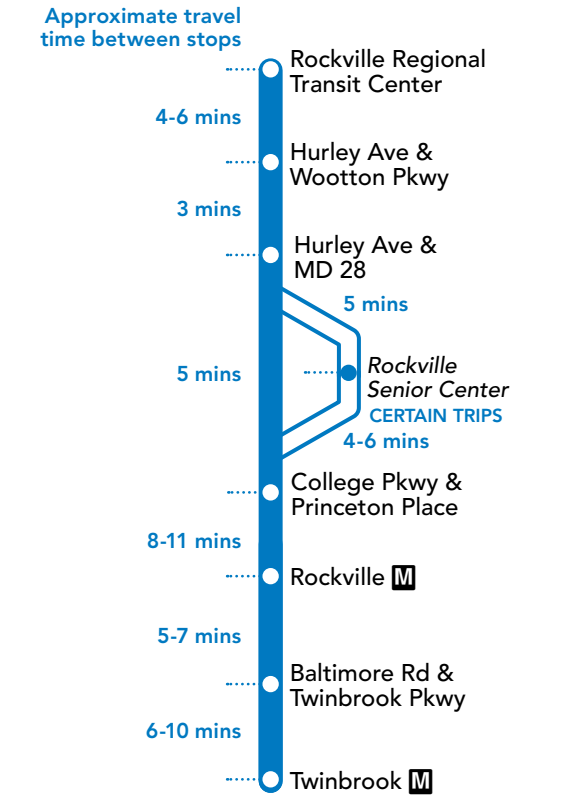 Approximate travel
time between stops
Rockville Regional
Transit Center
4-6 mins
Hurley Ave &
Wootton Pkwy
3 mins
Hurley Ave &
MD 28
5 mins
5 mins
Rockville
Senior Center
CERTAIN TRIPS
4-6 mins
College Pkwy &
Princeton Place
8-11 mins
Rockville M
5-7 mins
Baltimore Rd &
Twinbrook Pkwy
6-10 mins
Twinbrook M